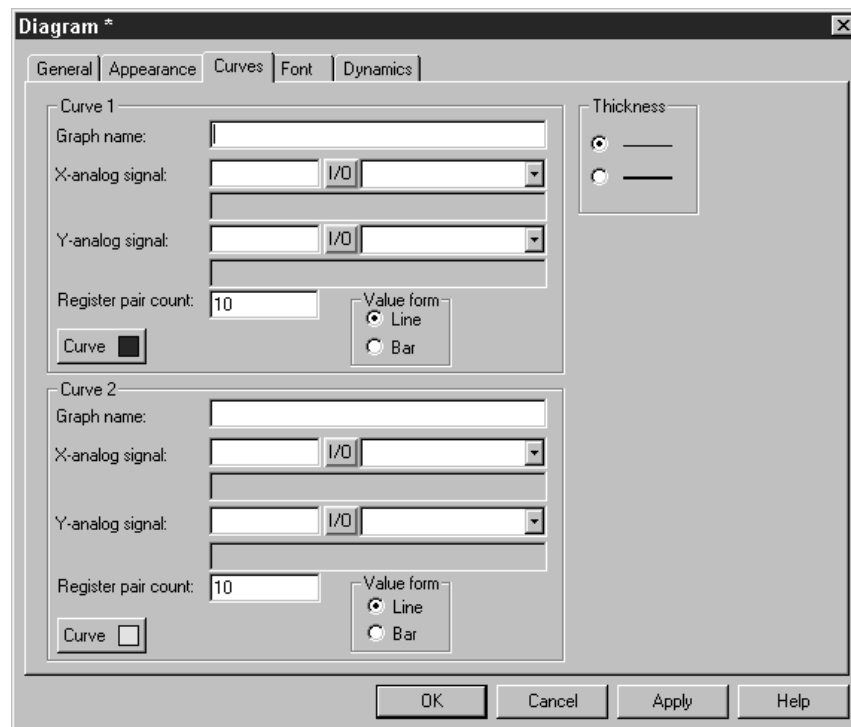 Diagram *
General Appearance Curves Font Dynamics
Curve 1
Graph name:
X-analog signal: I/O
Y-analog signal: I/O
Register pair count: 10
Value form
Line
Bar
Curve
Thickness
Curve 2
Graph name:
X-analog signal: I/O
Y-analog signal: I/O
Register pair count: 10
Value form
Line
Bar
Curve
OK Cancel Apply Help